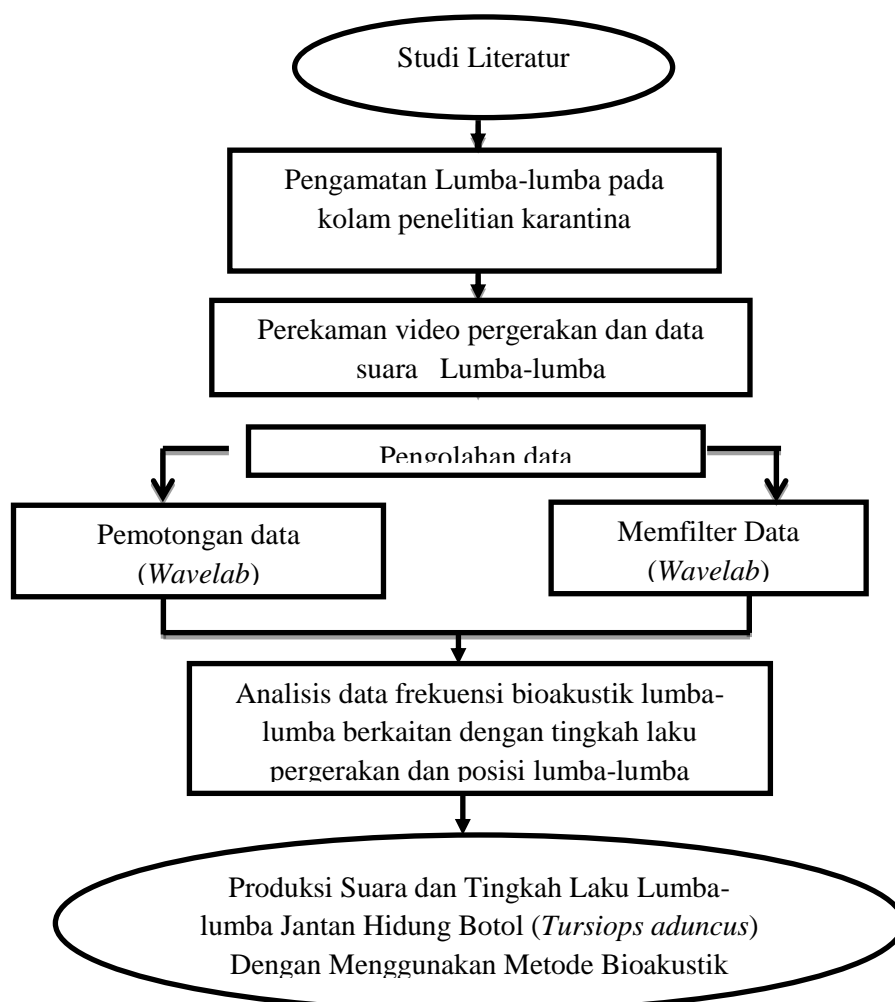 Studi Literatur
Pengamatan Lumba-lumba pada
kolam penelitian karantina
Perekaman video pergerakan dan data
suara Lumba-lumba
Pengolahan data
Pemotongan data
(Wavelab)
Memfilter Data
(Wavelab)
Analisis data frekuensi bioakustik lumba-
lumba berkaitan dengan tingkah laku
pergerakan dan posisi lumba-lumba
Produksi Suara dan Tingkah Laku Lumba-
lumba Jantan Hidung Botol (Tursiops aduncus)
Dengan Menggunakan Metode Bioakustik